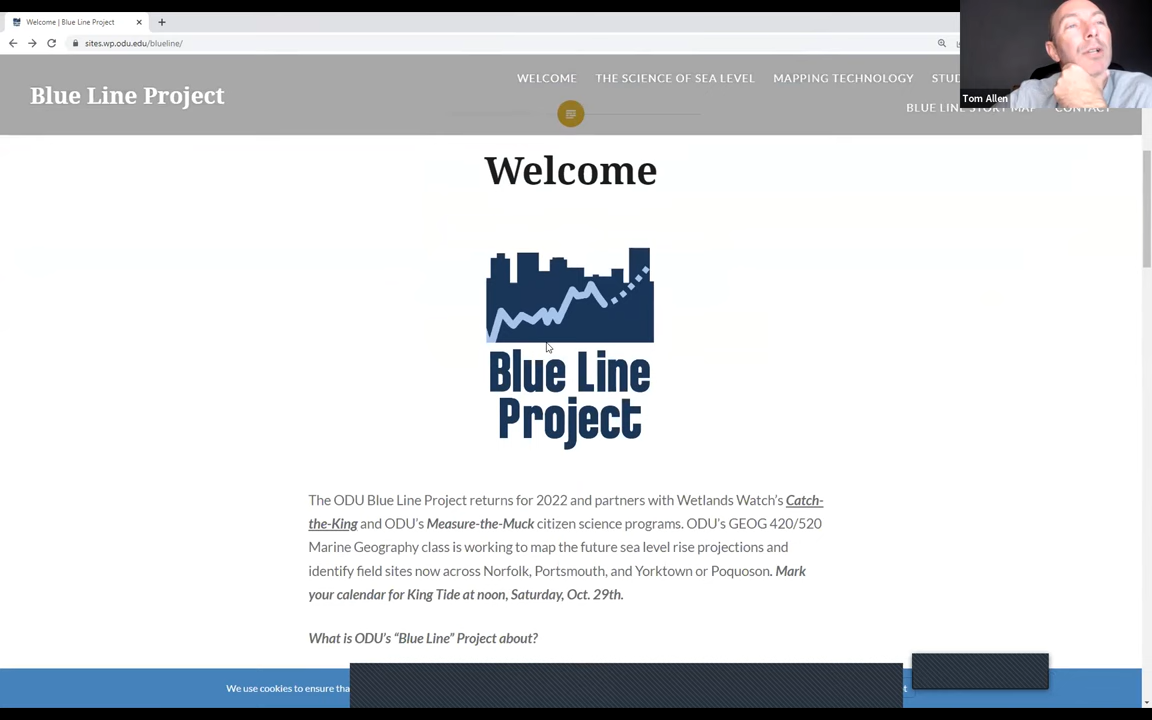 Welcome | Blue Line Project
sites.wp.odu.edu/blueline/
Tom Allen
Blue Line Project
WELCOME THE SCIENCE OF SEA LEVEL MAPPING TECHNOLOGY
BLUE LINE STORY MAP CONTACT
Welcome
Blue Line
Project
The ODU Blue Line Project returns for 2022 and partners with Wetlands Watch's Catch-
the-King and ODU's Measure-the-Muck citizen science programs. ODU's GEOG 420/520
Marine Geography class is working to map the future sea level rise projections and
identify field sites now across Norfolk, Portsmouth, and Yorktown or Poquoson. Mark
your calendar for King Tide at noon, Saturday, Oct. 29th.
What is ODU's “Blue Line” Project about?
We use cookies to ensure